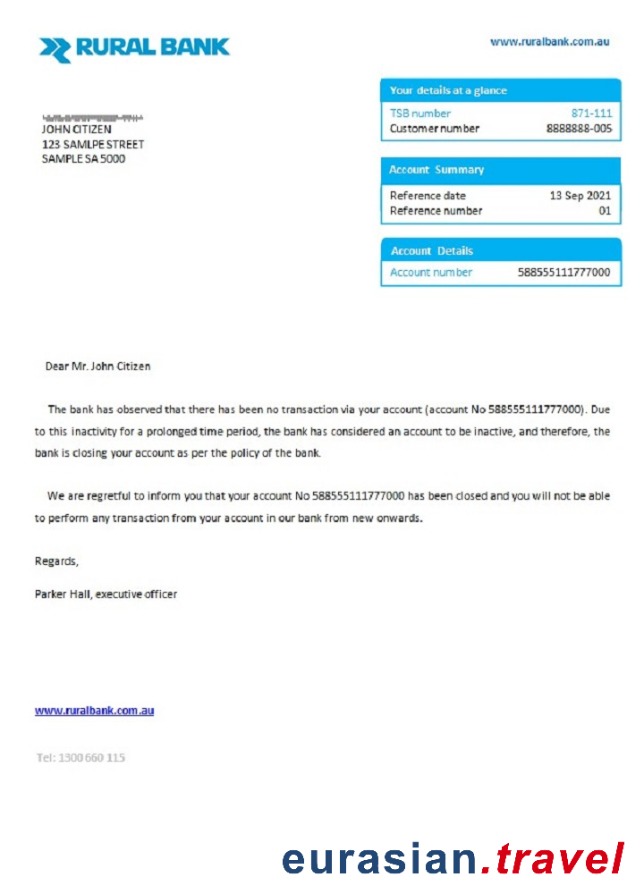 RURAL BANK
www.ruralbank.com.au
JOHN CITIZEN
123 SAMLPE STREET
SAMPLE SA 5000
Your details at a glance
TSB number 871-111
Customer number 8888888-005
Account Summary
Reference date 13 Sep 2021
Reference number 01
Account Details
Account number 588555111777000
Dear Mr. John Citizen
The bank has observed that there has been no transaction via your account (account No 588555111777000). Due
to this inactivity for a prolonged time period, the bank has considered an account to be inactive, and therefore, the
bank is closing your account as per the policy of the bank.
We are regretful to inform you that your account No 588555111777000 has been closed and you will not be able
to perform any transaction from your account in our bank from new onwards.
Regards,
Parker Hall, executive officer
www.ruralbank.com.au
Tel: 1300 660 115
eurasian.travel